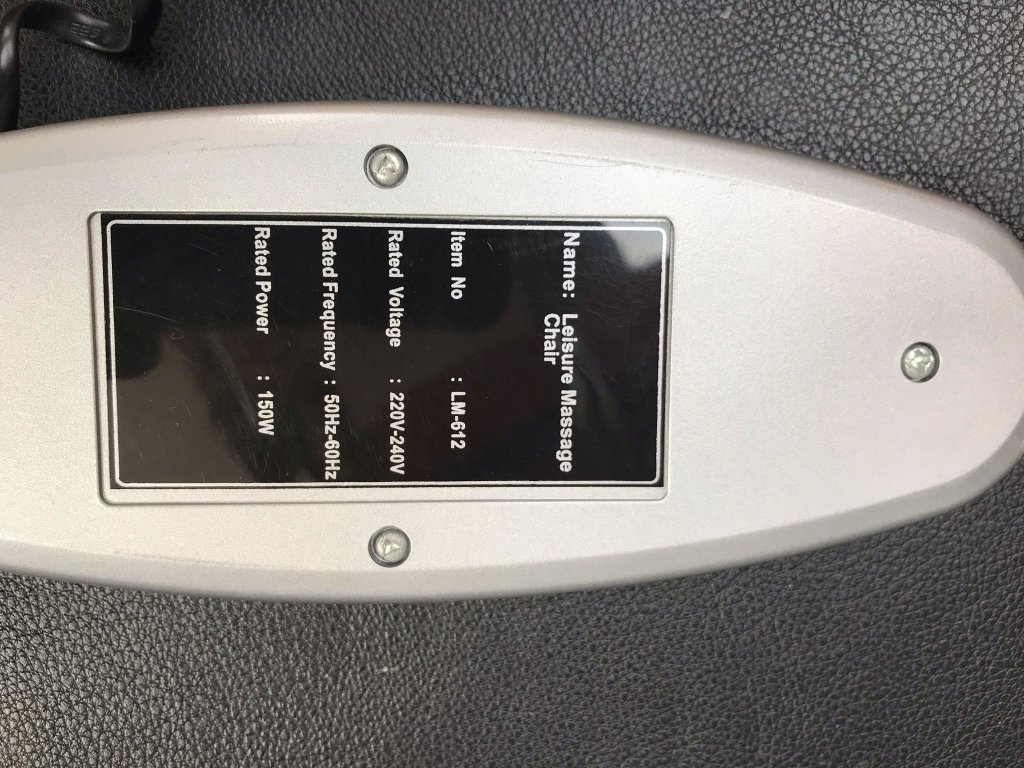 Name: Leisure Massage
Chair
Item No : LM-612
Rated Voltage : 220V-240V
Rated Frequency : 50Hz-60Hz
Rated Power : 150W